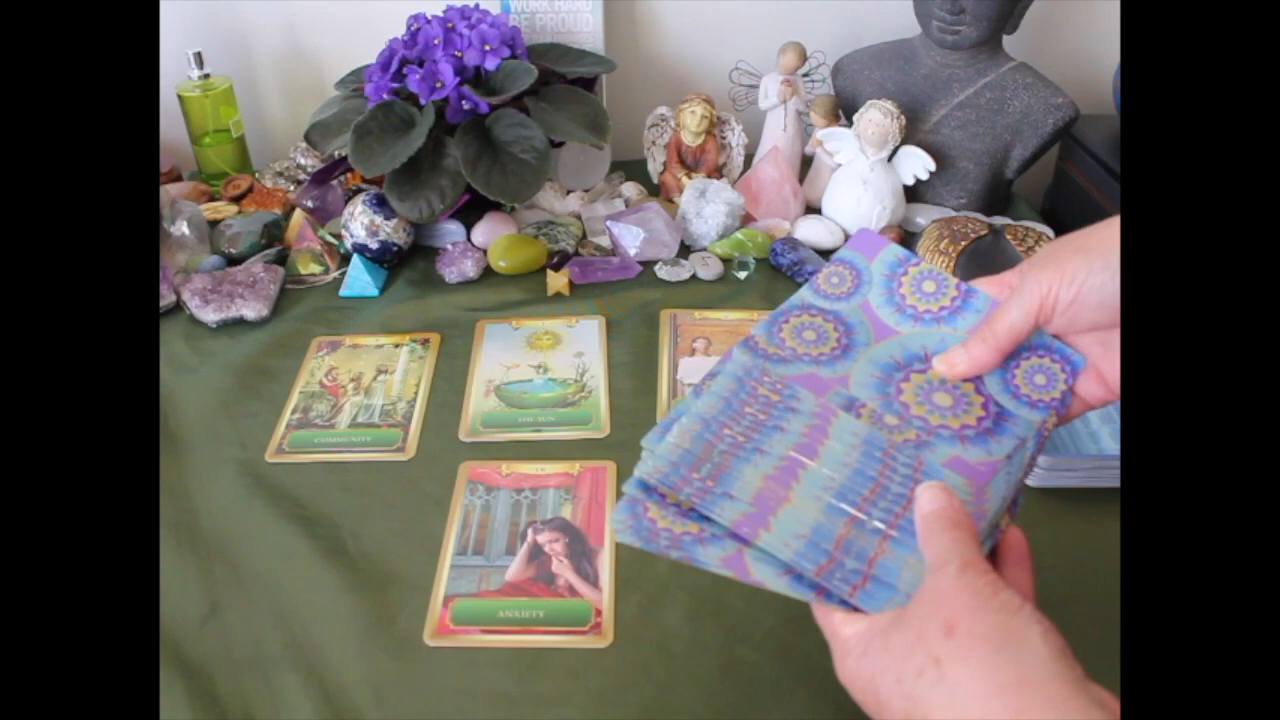 WORK HARD
BE PROUD
COMMUNITY
THE SUN
ANXIETY